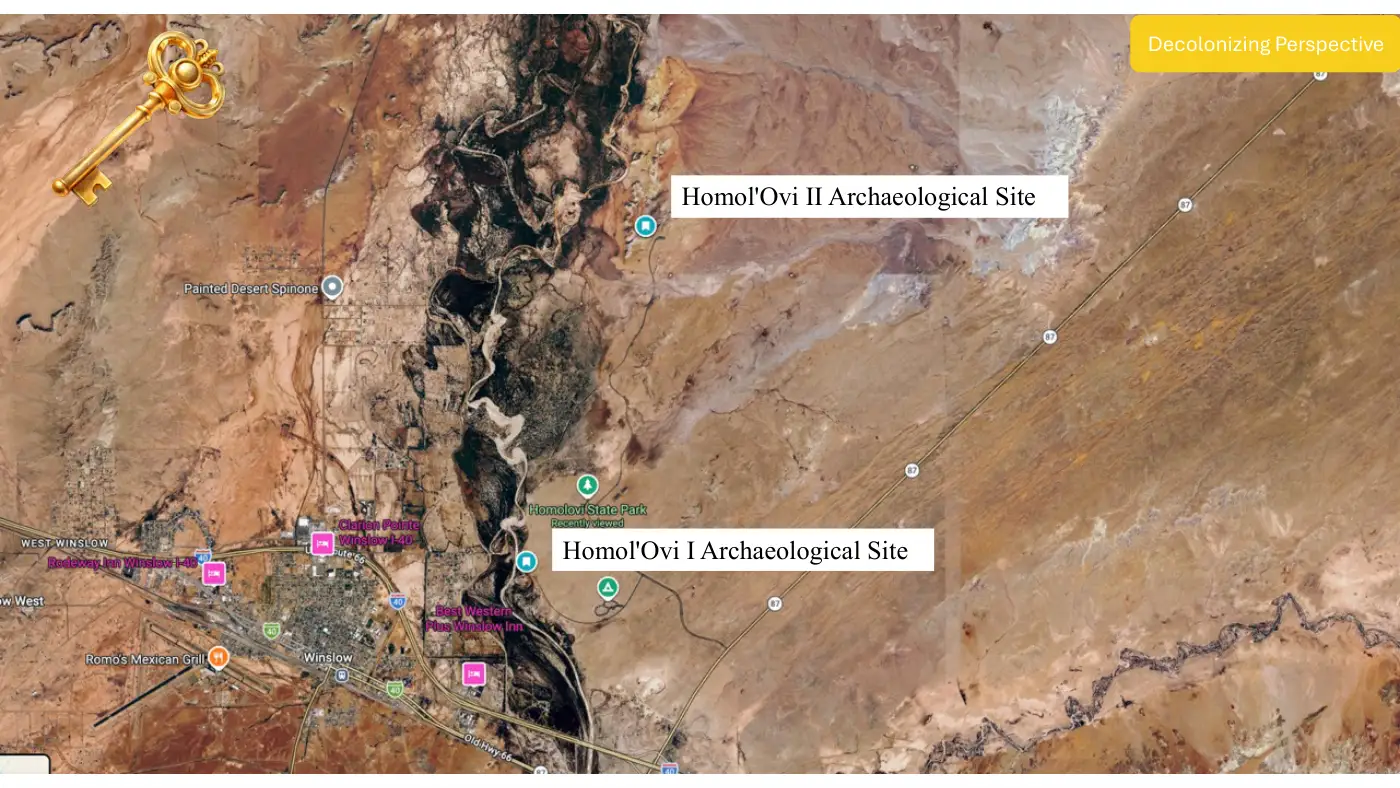 Decolonizing Perspective
87
Homol'Ovi II Archaeological Site
87
Painted Desert Spinone
87
87
Homolovi State Park
Recently viewed
Clarion Pointe
Winslow I-40
WEST WINSLOW
Homol'Ovi I Archaeological Site
40
Rodeway Inn Winslow I-40
ow West
40
87
Best Western
Plus Winslow Inn
40
Romo's Mexican Grill
Winslow
40
Old Hwy 66
87
40